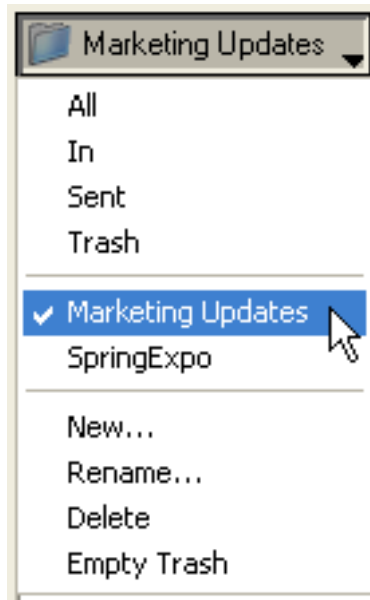 Marketing Updates
All
In
Sent
Trash
Marketing Updates
SpringExpo
New...
Rename...
Delete
Empty Trash